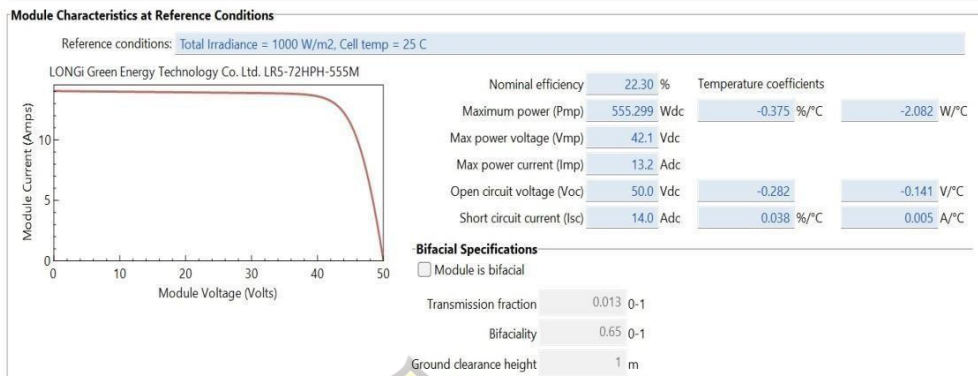 Module Characteristics at Reference Conditions
Reference conditions: Total Irradiance = 1000 W/m2, Cell temp = 25 C
LONGi Green Energy Technology Co. Ltd. LR5-72HPH-555M
Module Current (Amps)
10
5
0
0 10 20 30 40 50
Module Voltage (Volts)
Nominal efficiency 22.30 % Temperature coefficients
Maximum power (Pmp) 555.299 Wdc -0.375 %/°C -2.082 W/°C
Max power voltage (Vmp) 42.1 Vdc
Max power current (Imp) 13.2 Adc
Open circuit voltage (Voc) 50.0 Vdc -0.282 -0.141 V/°C
Short circuit current (Isc) 14.0 Adc 0.038 %/°C 0.005 A/°C
Bifacial Specifications
Module is bifacial
Transmission fraction 0.013 0-1
Bifaciality 0.65 0-1
Ground clearance height 1 m